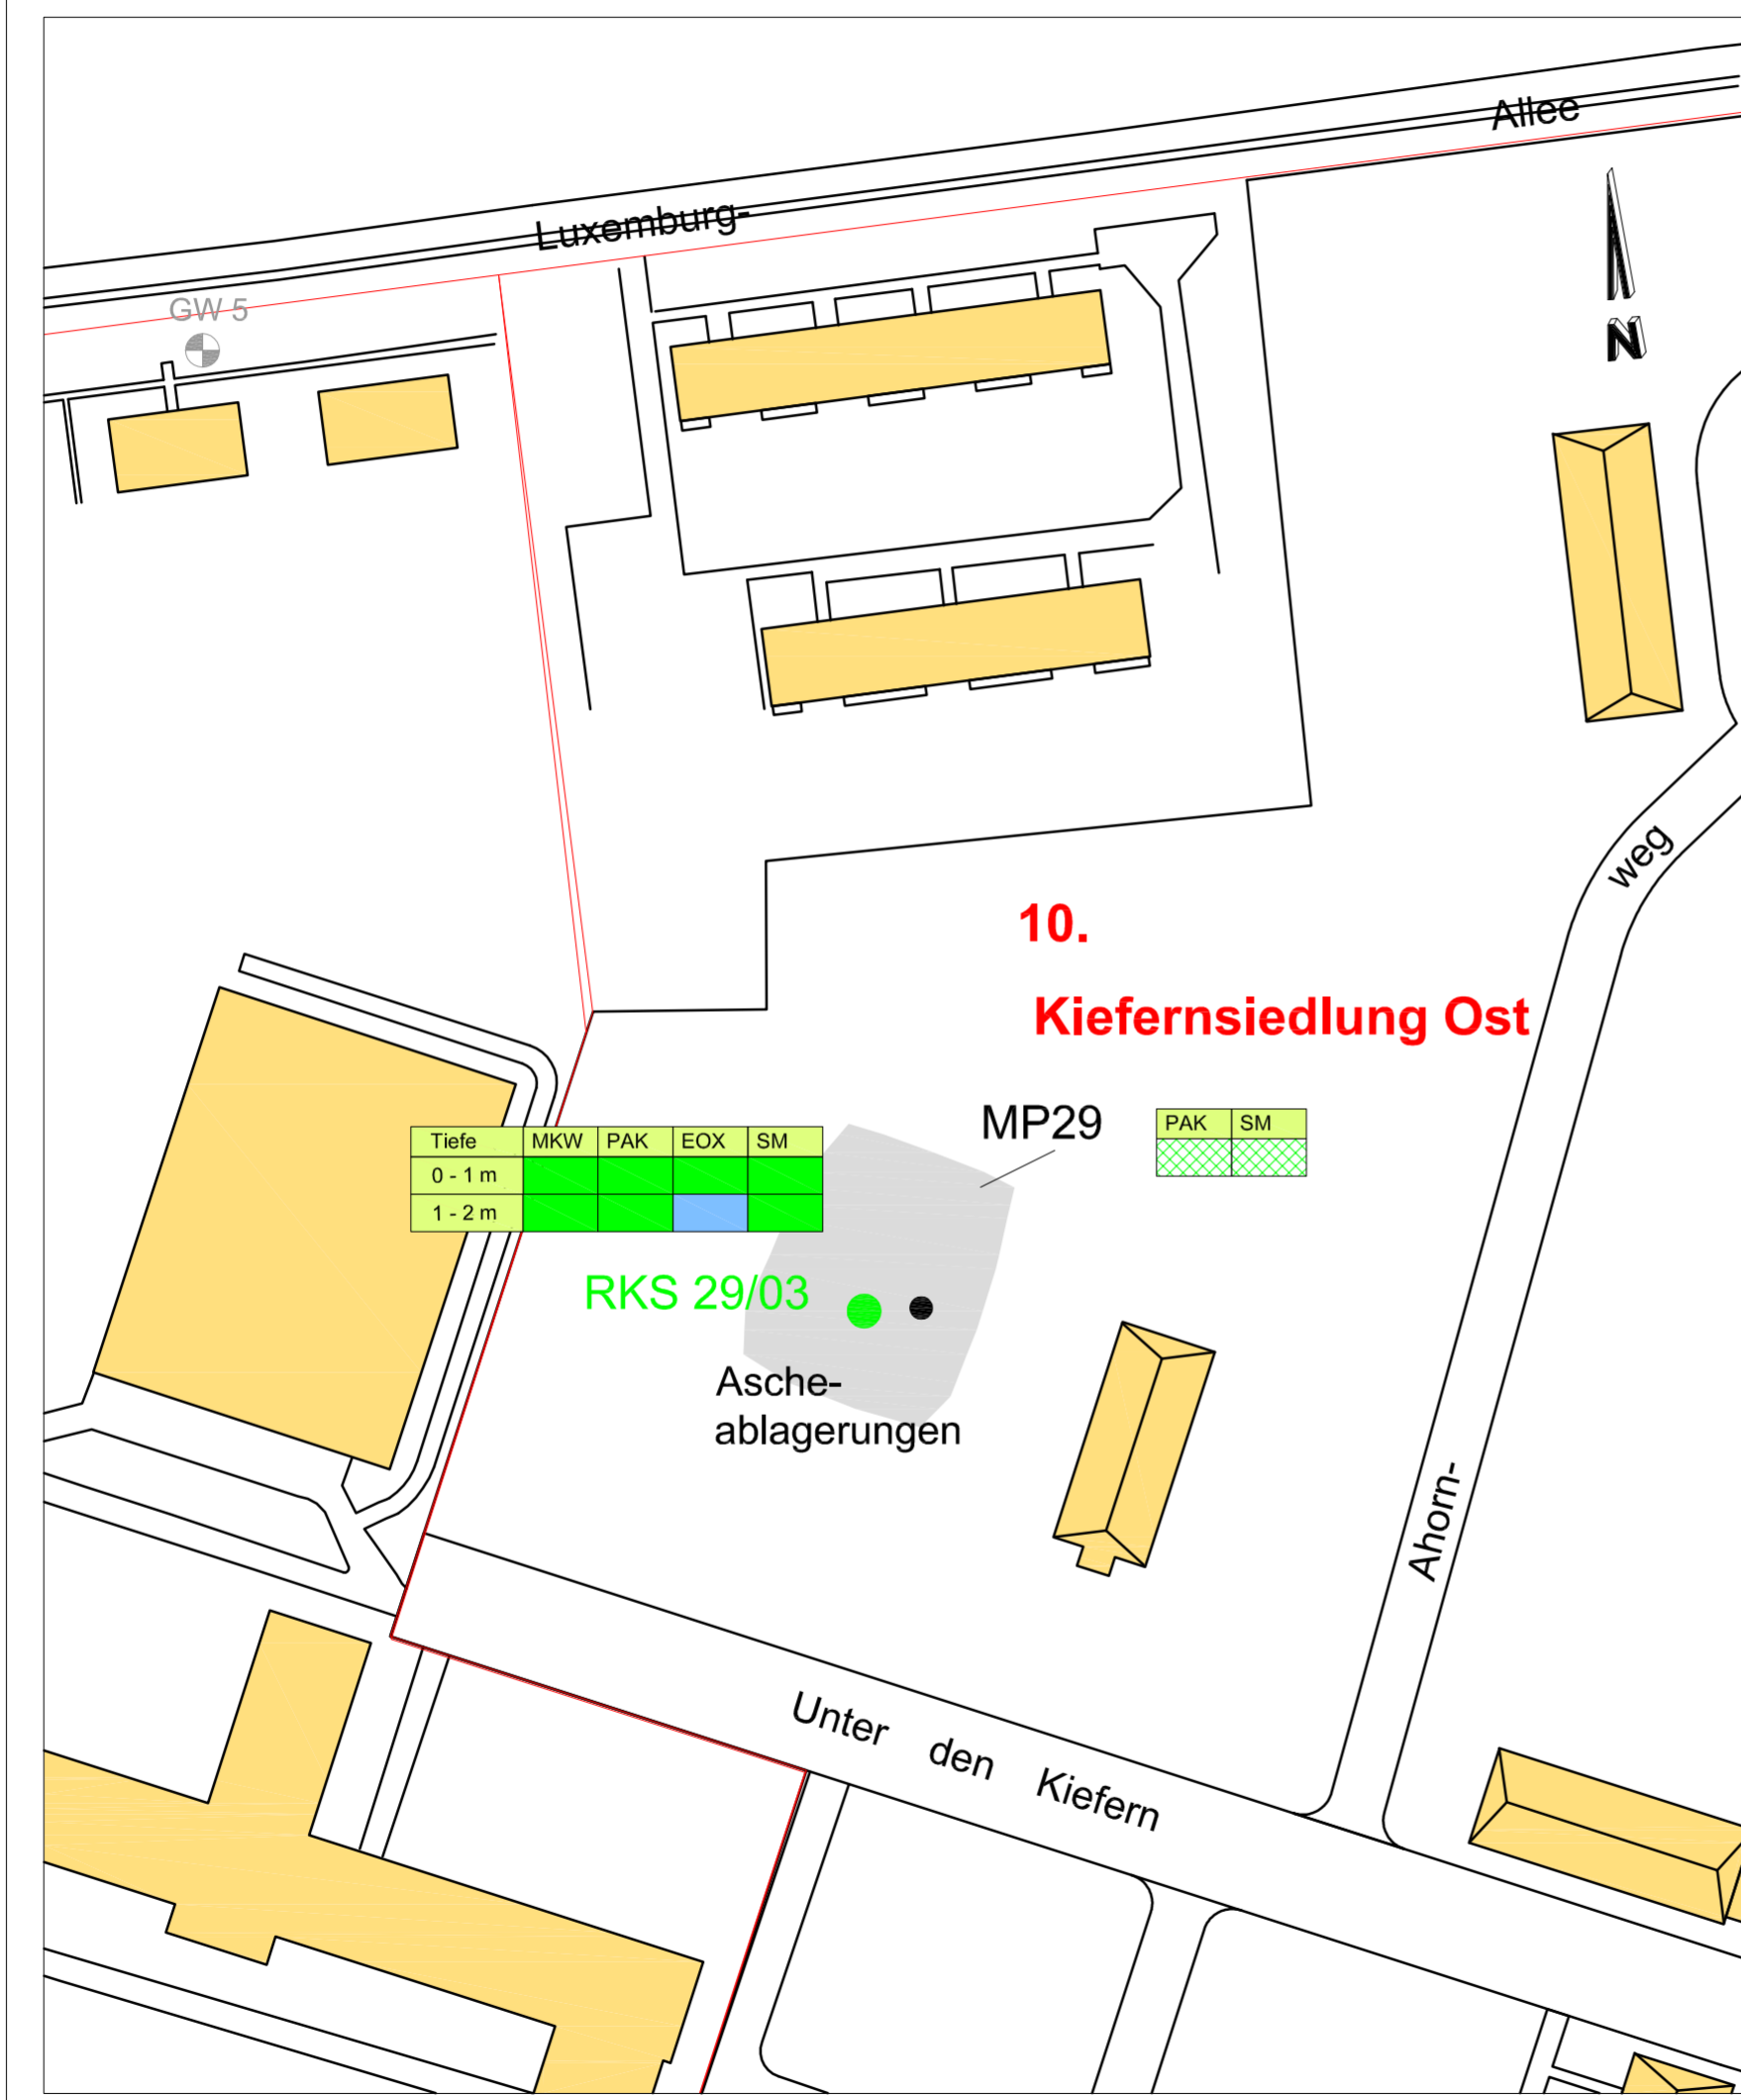 Allee
Luxemburg-
GW 5
N
weg
10.
Kiefernsiedlung Ost
MP29
PAK SM
Tiefe MKW PAK EOX SM
0 - 1 m
1 - 2 m
RKS 29/03
Asche-
ablagerungen
Ahorn-
Unter den Kiefern